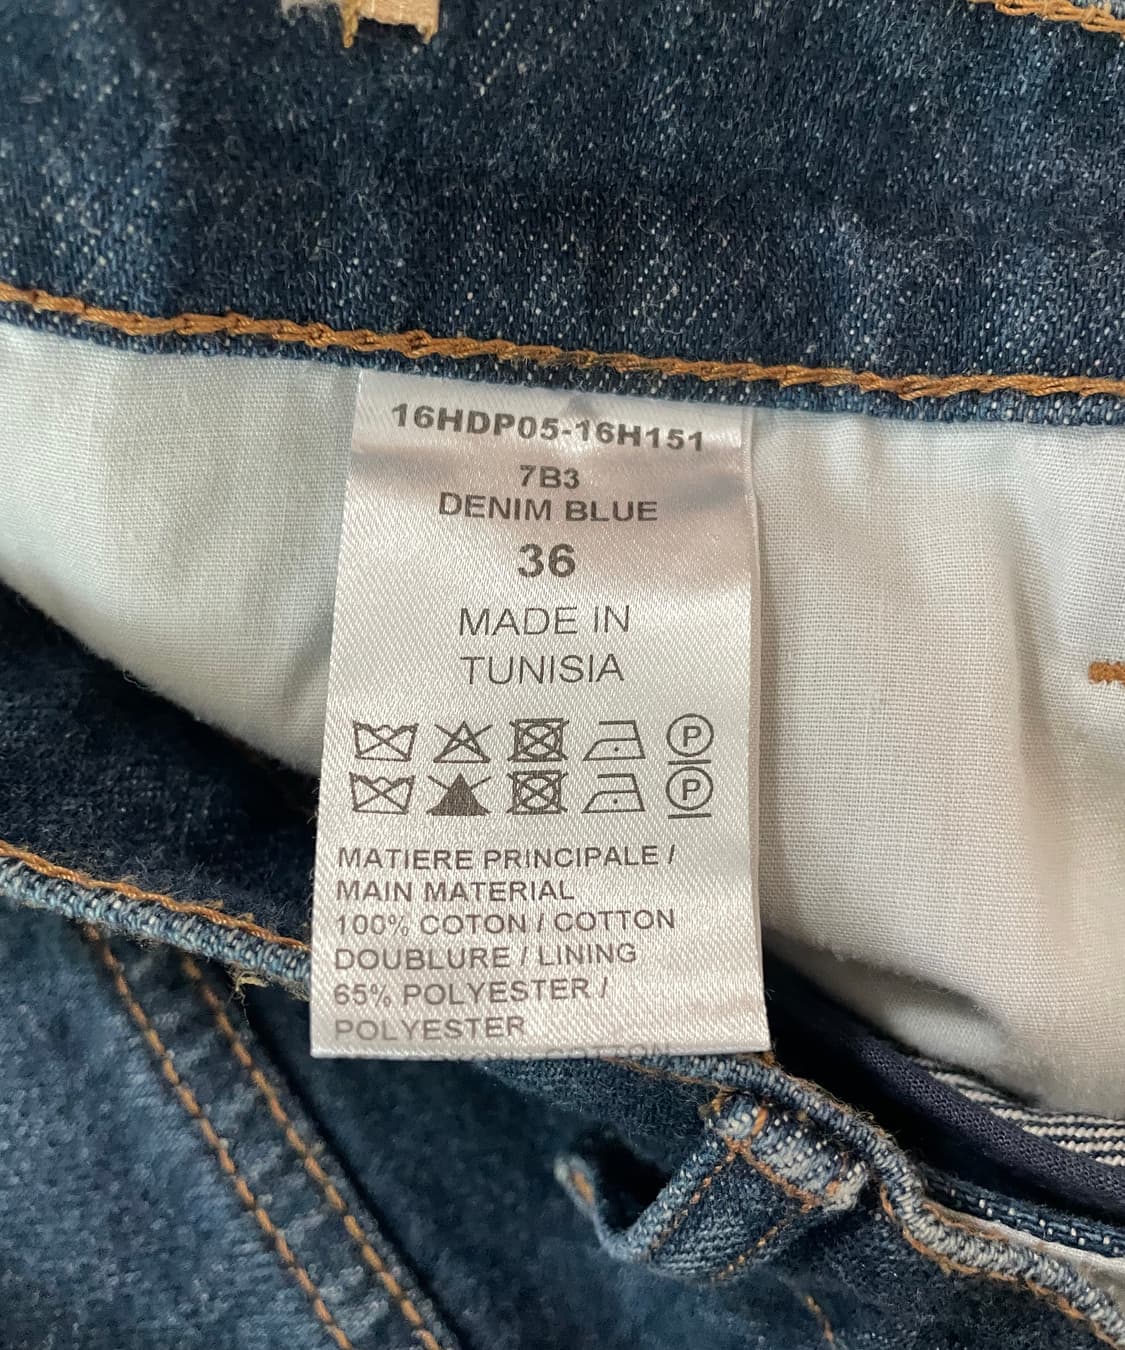 16HDP05-16H151
7B3
DENIM BLUE
36
MADE IN
TUNISIA
P
P
MATIERE PRINCIPALE /
MAIN MATERIAL
100% COTON / COTTON
DOUBLURE / LINING
65% POLYESTER /
POLYESTER